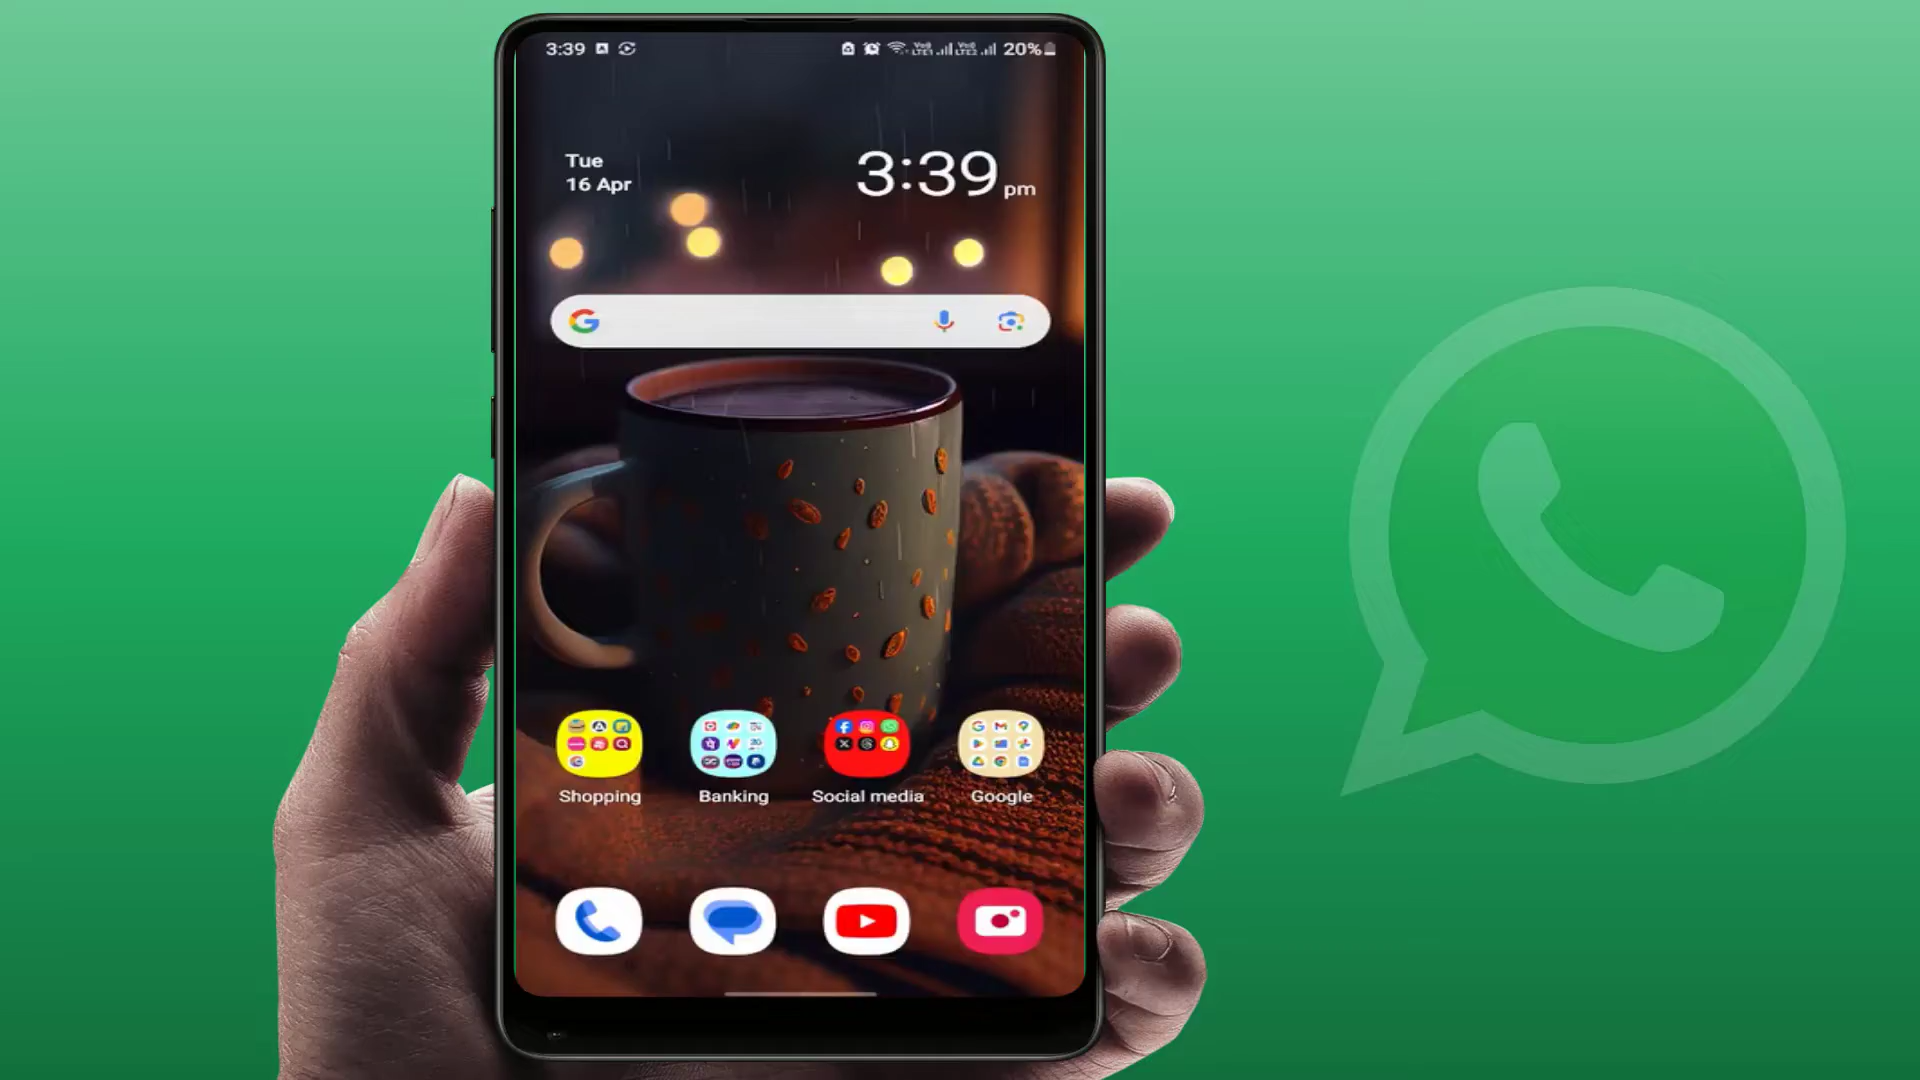 3:39
20%
Tue
16 Apr
3:39 pm
Shopping
Banking
Social media
Google